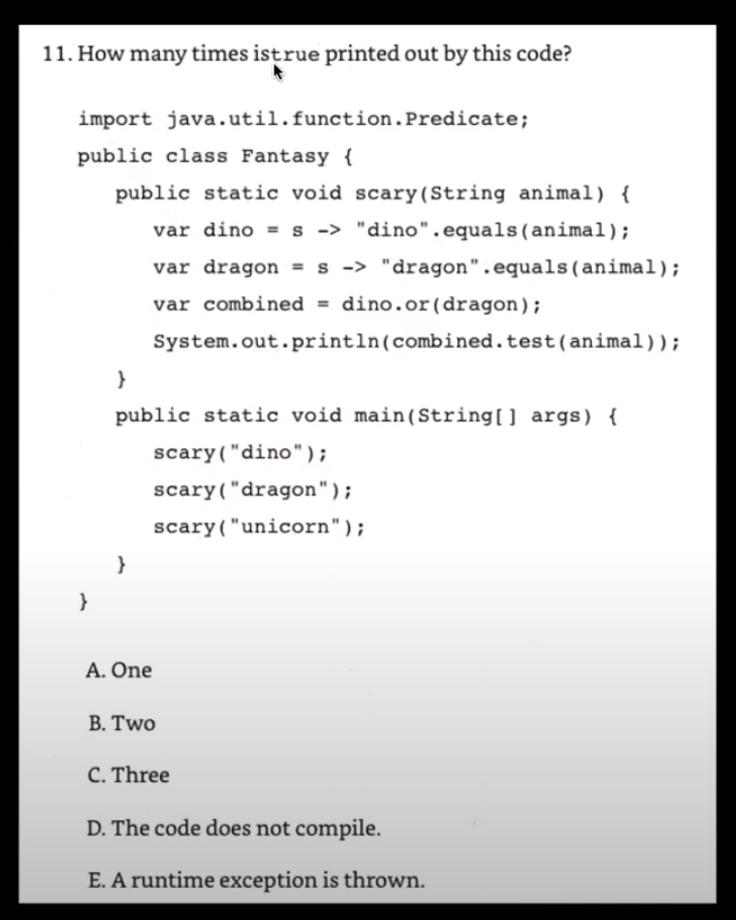 11. How many times istrue printed out by this code?
import java.util.function.Predicate;
public class Fantasy {
public static void scary(String animal) {
var dino = s -> "dino".equals(animal);
var dragon = s -> "dragon".equals(animal);
var combined = dino.or(dragon);
System.out.println(combined.test(animal));
}
public static void main(String[] args) {
scary("dino");
scary("dragon");
scary("unicorn");
}
}
A. One
B. Two
C. Three
D. The code does not compile.
E. A runtime exception is thrown.